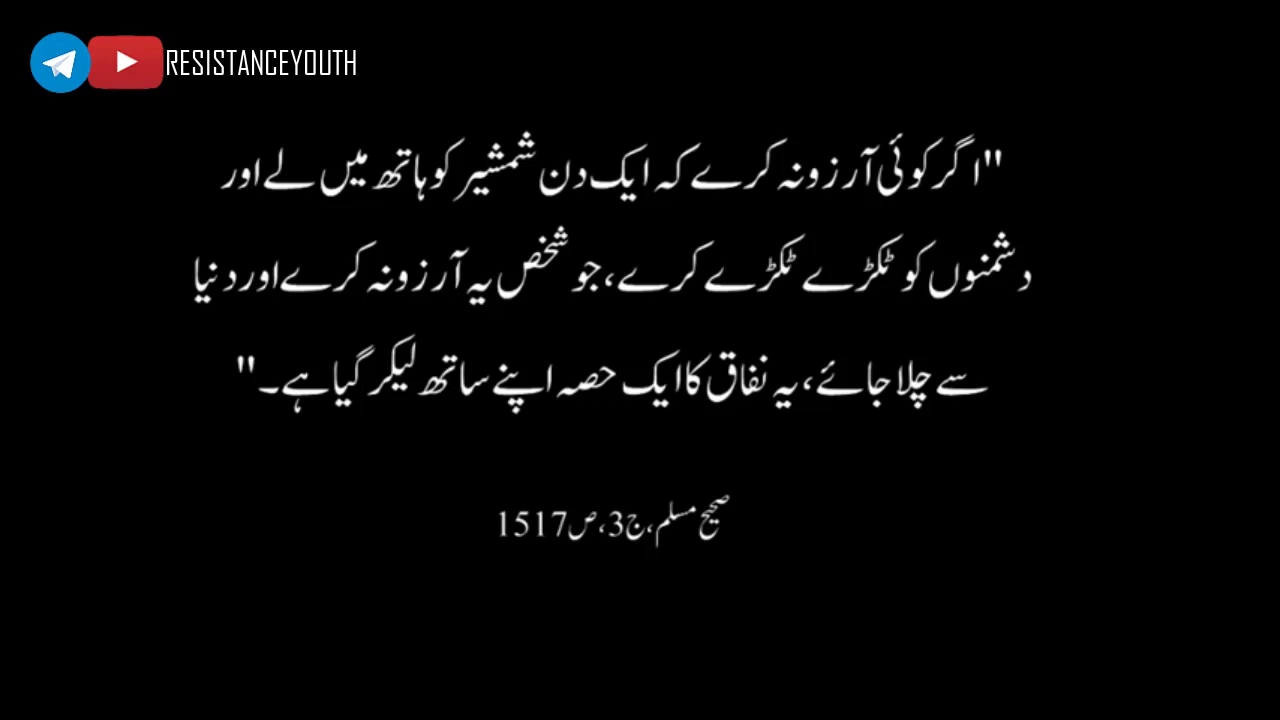 RESISTANCEYOUTH
"اگر کوئی آرزو نہ کرے کہ ایک دن شمشیر کو ہاتھ میں لے اور
دشمنوں کو ٹکڑے ٹکڑے کرے، جو شخص یہ آرزو نہ کرے اور دنیا
سے چلا جائے، یہ نفاق کا ایک حصہ اپنے ساتھ لیکر گیا ہے۔"
صحیح مسلم، ج3، ص1517